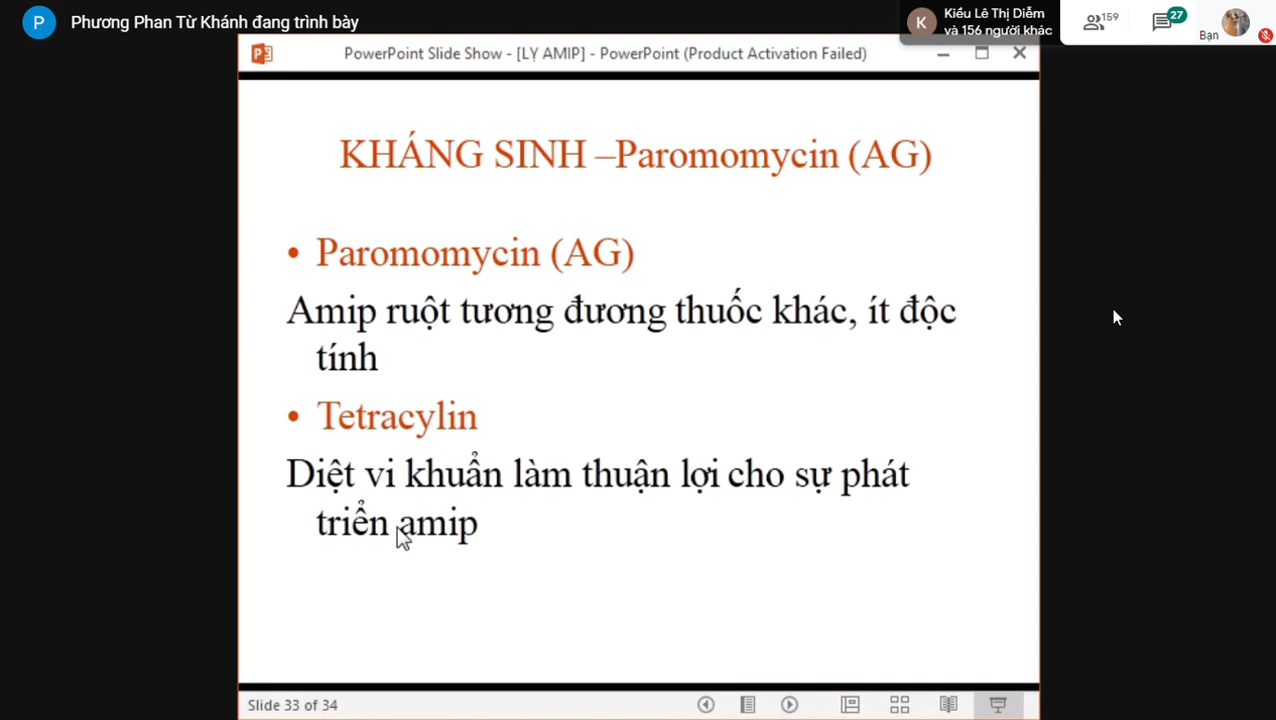 P Phương Phan Từ Khánh đang trình bày
K Kiều Lê Thị Diễm
và 156 người khác
159
27
Bạn
PowerPoint Slide Show - [LỴ AMIP] - PowerPoint (Product Activation Failed)
KHÁNG SINH –Paromomycin (AG)
• Paromomycin (AG)
Amip ruột tương đương thuốc khác, ít độc
tính
• Tetracylin
Diệt vi khuẩn làm thuận lợi cho sự phát
triển amip
Slide 33 of 34